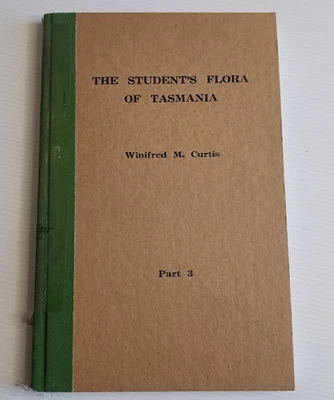 THE STUDENT'S FLORA
OF TASMANIA
Winifred M. Curtis
Part 3